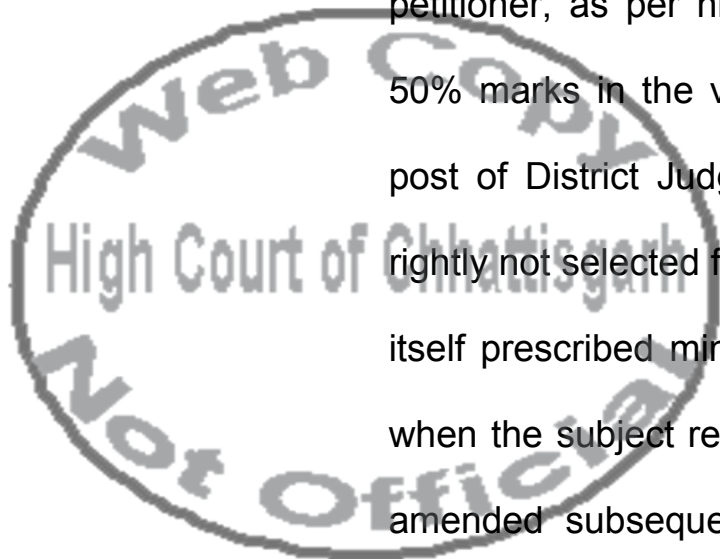 petitioner, as per hi
50% marks in the v
post of District Judg
rightly not selected f
itself prescribed min
when the subject re
amended subseque
Web Copy
High Court of Chhattisgarh
Not Official